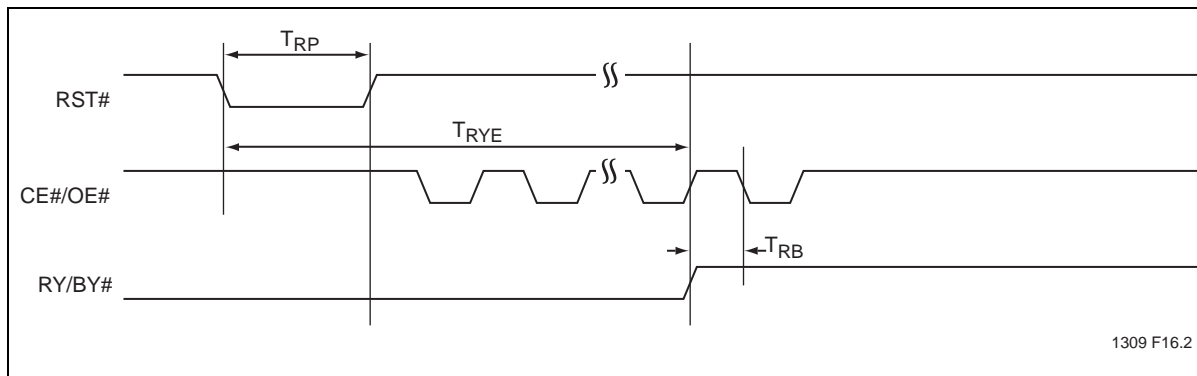 TRP
RST#
TRYE
CE#/OE#
TRB
RY/BY#
1309 F16.2